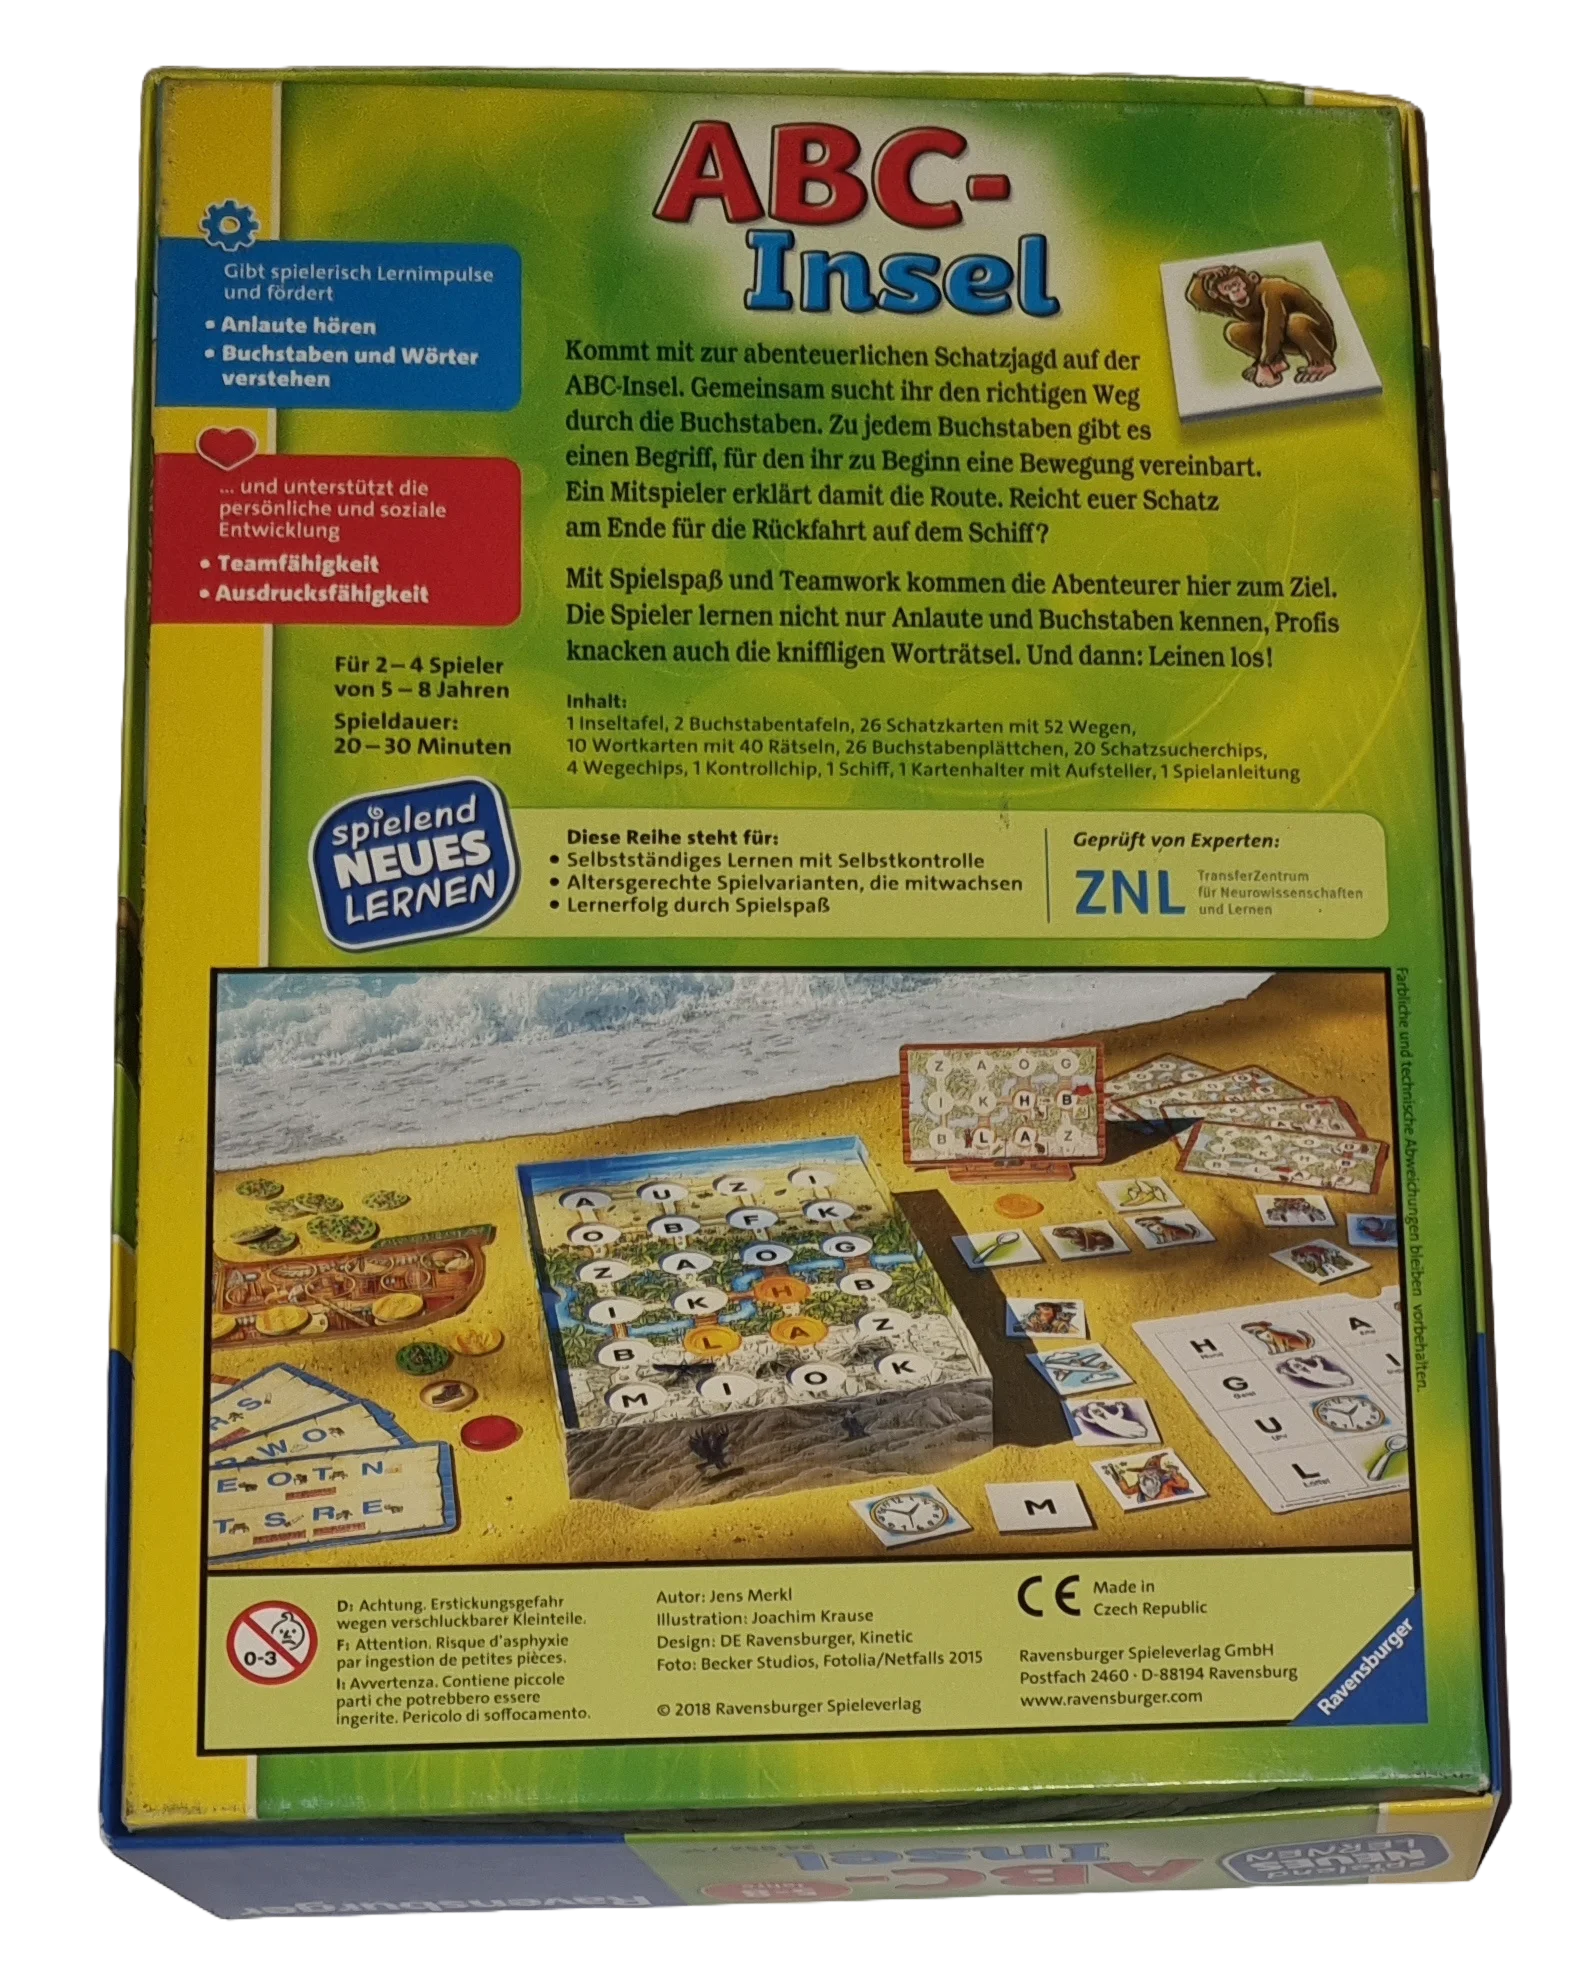 ABC-
Insel
Gibt spielerisch Lernimpulse
und fördert
• Anlaute hören
• Buchstaben und Wörter
verstehen
... und unterstützt die
persönliche und soziale
Entwicklung
• Teamfähigkeit
• Ausdrucksfähigkeit
Für 2 – 4 Spieler
von 5 – 8 Jahren
Spieldauer:
20 – 30 Minuten
Kommt mit zur abenteuerlichen Schatzjagd auf der
ABC-Insel. Gemeinsam sucht ihr den richtigen Weg
durch die Buchstaben. Zu jedem Buchstaben gibt es
einen Begriff, für den ihr zu Beginn eine Bewegung vereinbart.
Ein Mitspieler erklärt damit die Route. Reicht euer Schatz
am Ende für die Rückfahrt auf dem Schiff?
Mit Spielspaß und Teamwork kommen die Abenteurer hier zum Ziel.
Die Spieler lernen nicht nur Anlaute und Buchstaben kennen, Profis
knacken auch die kniffligen Worträtsel. Und dann: Leinen los!
Inhalt:
1 Inseltafel, 2 Buchstabentafeln, 26 Schatzkarten mit 52 Wegen,
10 Wortkarten mit 40 Rätseln, 26 Buchstabenplättchen, 20 Schatzsucherchips,
4 Wegechips, 1 Kontrollchip, 1 Schiff, 1 Kartenhalter mit Aufsteller, 1 Spielanleitung
spielend
NEUES
LERNEN
Diese Reihe steht für:
• Selbstständiges Lernen mit Selbstkontrolle
• Altersgerechte Spielvarianten, die mitwachsen
• Lernerfolg durch Spielspaß
Geprüft von Experten:
ZNL
TransferZentrum
für Neurowissenschaften
und Lernen
Farbliche und technische Abweichungen bleiben vorbehalten.
Z A O G
I K H B
B L A Z
A U Z I
O B F K
Z A O G
I K H B
B L A Z
M I O K
R S
W O
E O T N
T S R E
H A
G I
U
L
M
0-3
D: Achtung. Erstickungsgefahr
wegen verschluckbarer Kleinteile.
F: Attention. Risque d'asphyxie
par ingestion de petites pièces.
I: Avvertenza. Contiene piccole
parti che potrebbero essere
ingerite. Pericolo di soffocamento.
Autor: Jens Merkl
Illustration: Joachim Krause
Design: DE Ravensburger, Kinetic
Foto: Becker Studios, Fotolia/Netfalls 2015
© 2018 Ravensburger Spieleverlag
CE
Made in
Czech Republic
Ravensburger Spieleverlag GmbH
Postfach 2460 · D-88194 Ravensburg
www.ravensburger.com
Ravensburger
spielend
NEUES
LERNEN
ABC-
Insel
5-8
Jahre
Ravensburger